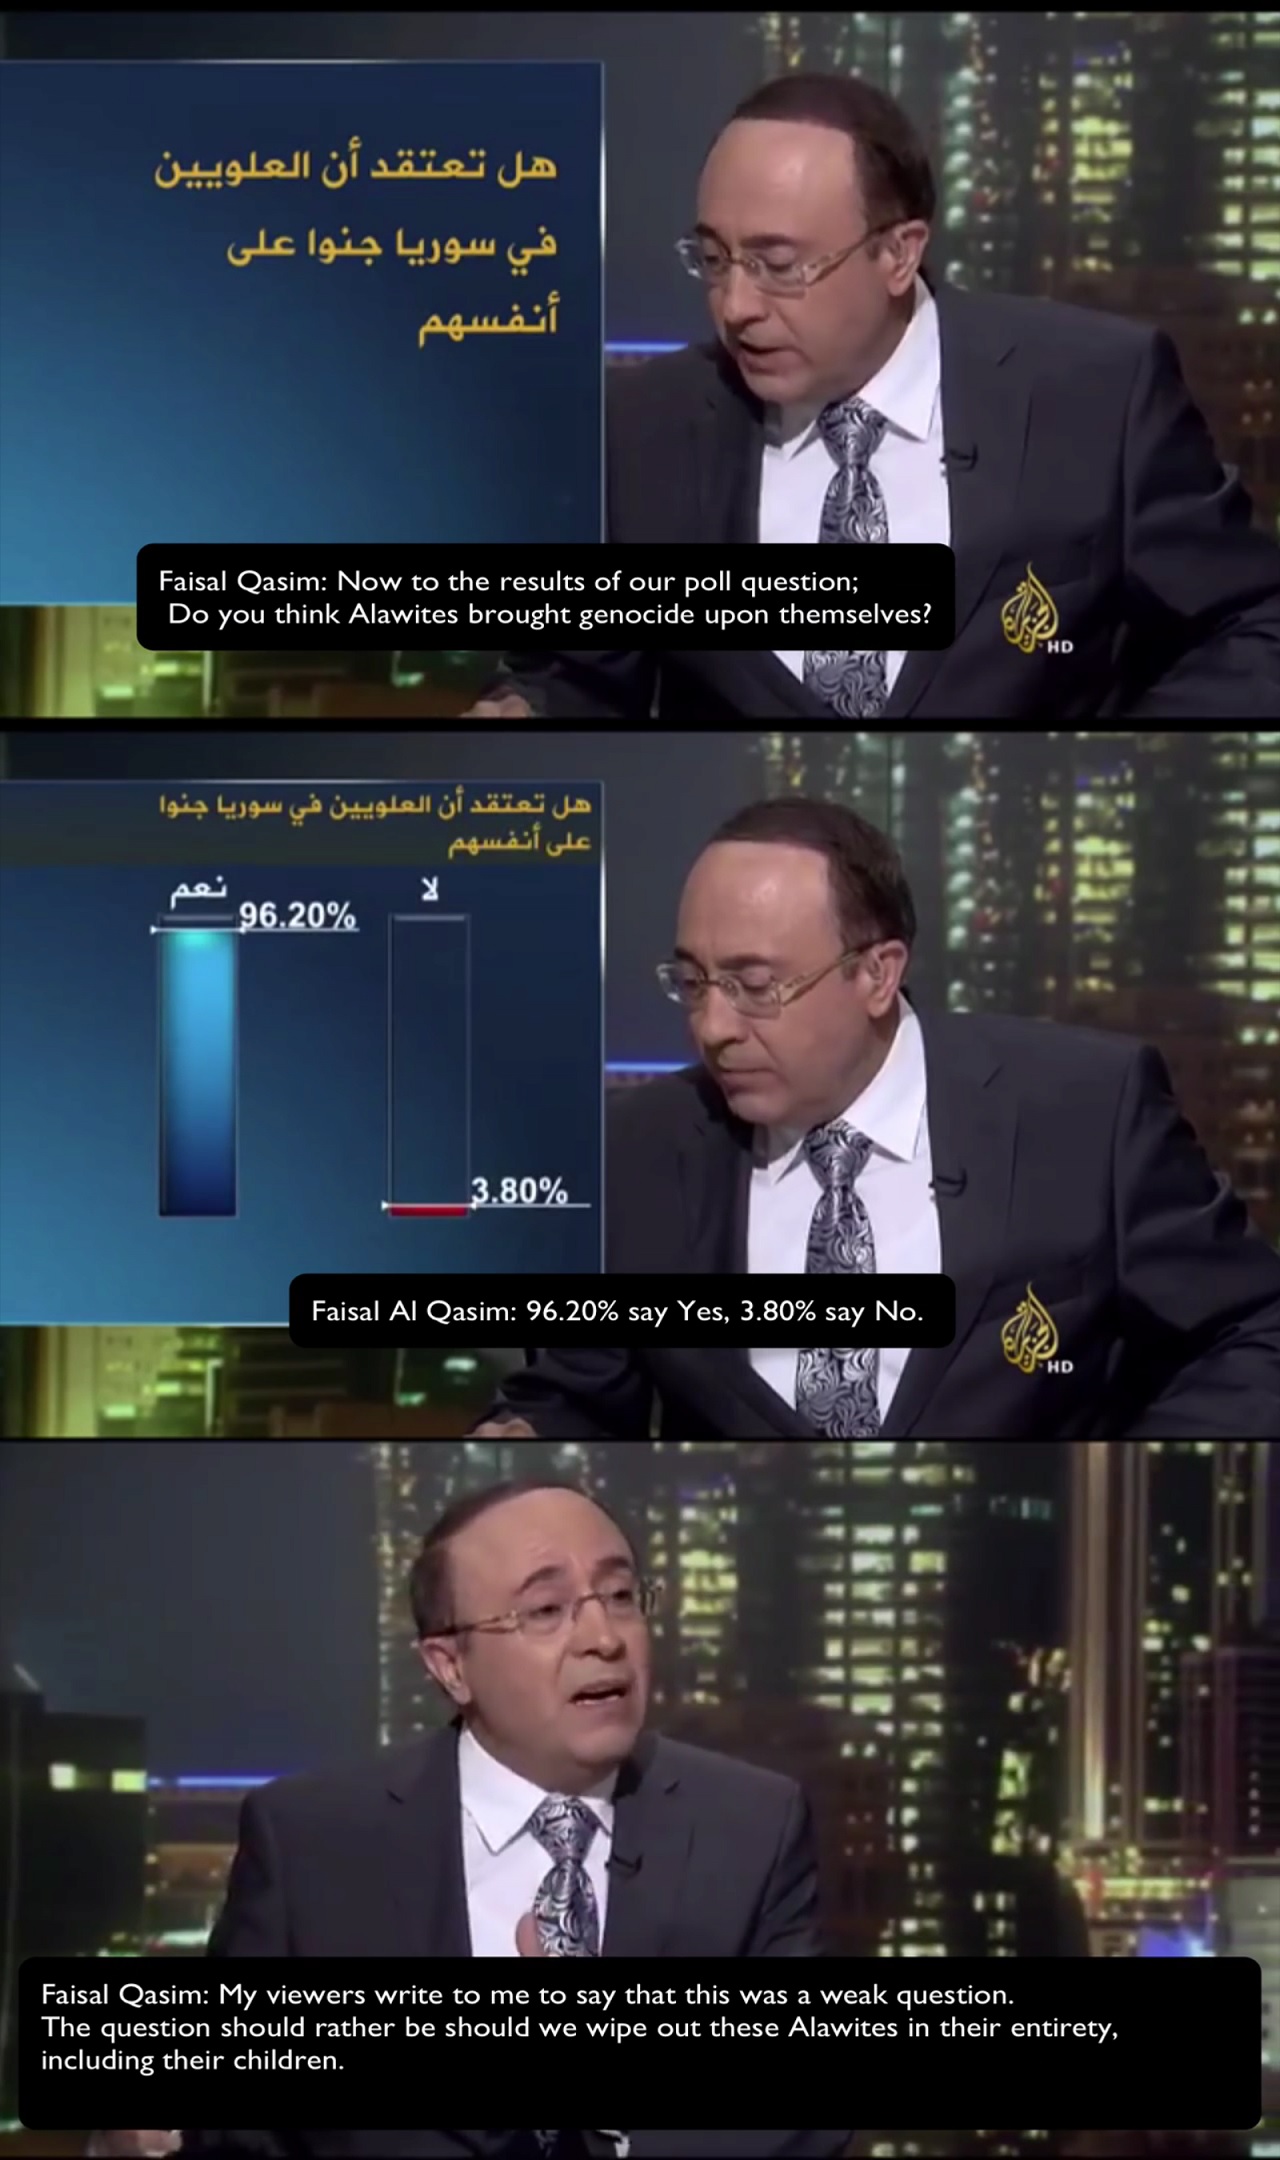 هل تعتقد أن العلويين
في سوريا جنوا على
أنفسهم
Faisal Qasim: Now to the results of our poll question;
Do you think Alawites brought genocide upon themselves?
الجزيرة
HD
هل تعتقد أن العلويين في سوريا جنوا
على أنفسهم
نعم
96.20%
لا
3.80%
Faisal Al Qasim: 96.20% say Yes, 3.80% say No.
الجزيرة
HD
Faisal Qasim: My viewers write to me to say that this was a weak question.
The question should rather be should we wipe out these Alawites in their entirety,
including their children.